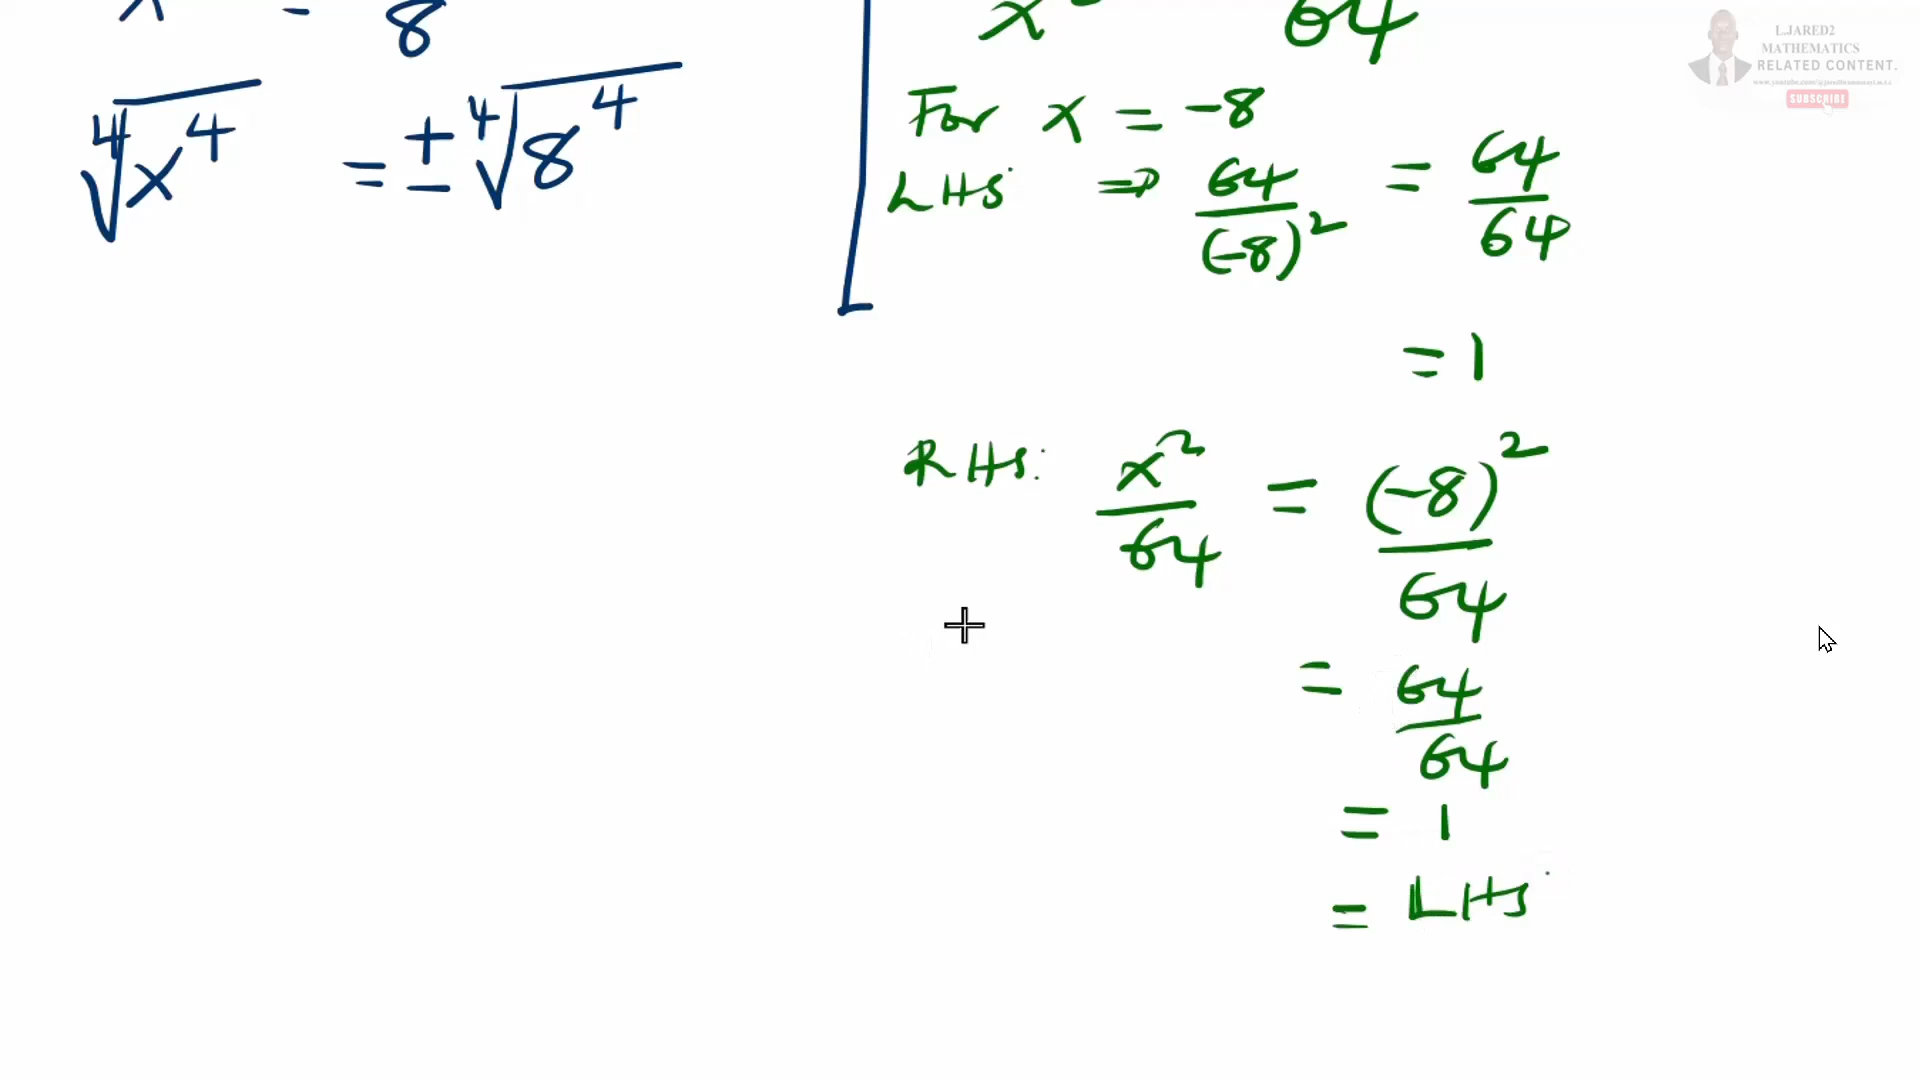 x = 8
⁴√x⁴ = ± ⁴√8⁴
x² 64
For x = -8
LHS ⇒ 64/(-8)² = 64/64
= 1
RHS: x²/64 = (-8)²/64
= 64/64
= 1
= LHS
L.JARED2
MATHEMATICS
RELATED CONTENT.
SUBSCRIBE